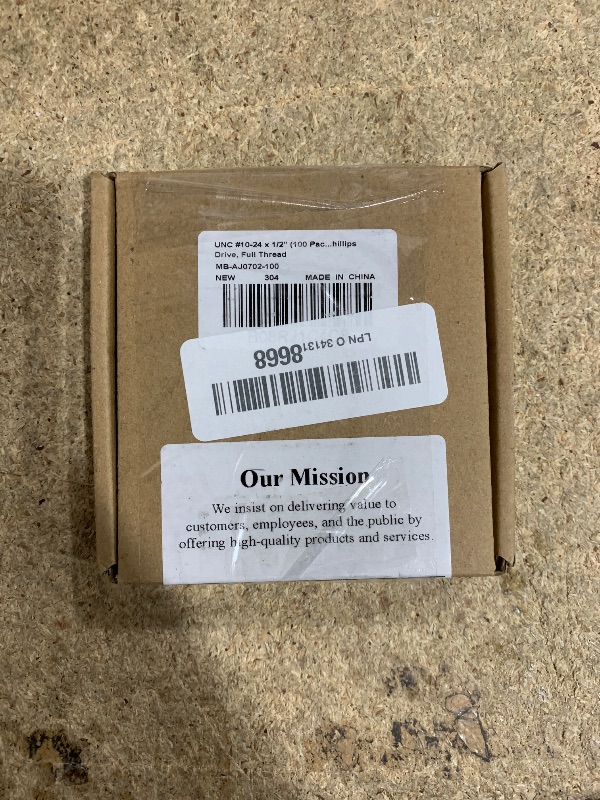 UNC #10-24 x 1/2" (100 Pac...hillips
Drive, Full Thread
MB-AJ0702-100
NEW 304 MADE IN CHINA
LPN O 341318668
Our Mission
We insist on delivering value to
customers, employees, and the public by
offering high-quality products and services.